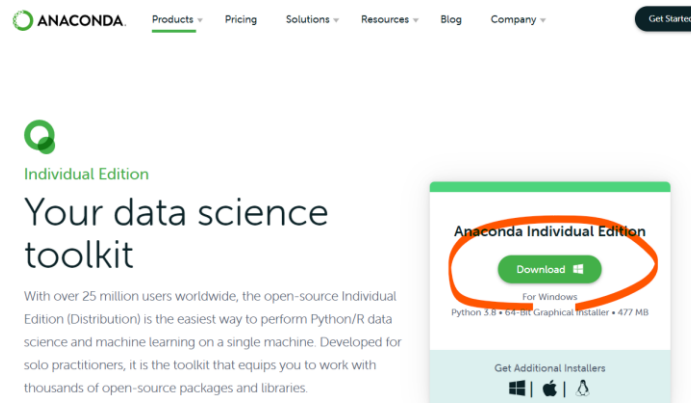 ANACONDA. Products Pricing Solutions Resources Blog Company Get Started
Individual Edition
Your data science
toolkit
With over 25 million users worldwide, the open-source Individual
Edition (Distribution) is the easiest way to perform Python/R data
science and machine learning on a single machine. Developed for
solo practitioners, it is the toolkit that equips you to work with
thousands of open-source packages and libraries.
Anaconda Individual Edition
Download
For Windows
Python 3.8 • 64-Bit Graphical Installer • 477 MB
Get Additional Installers